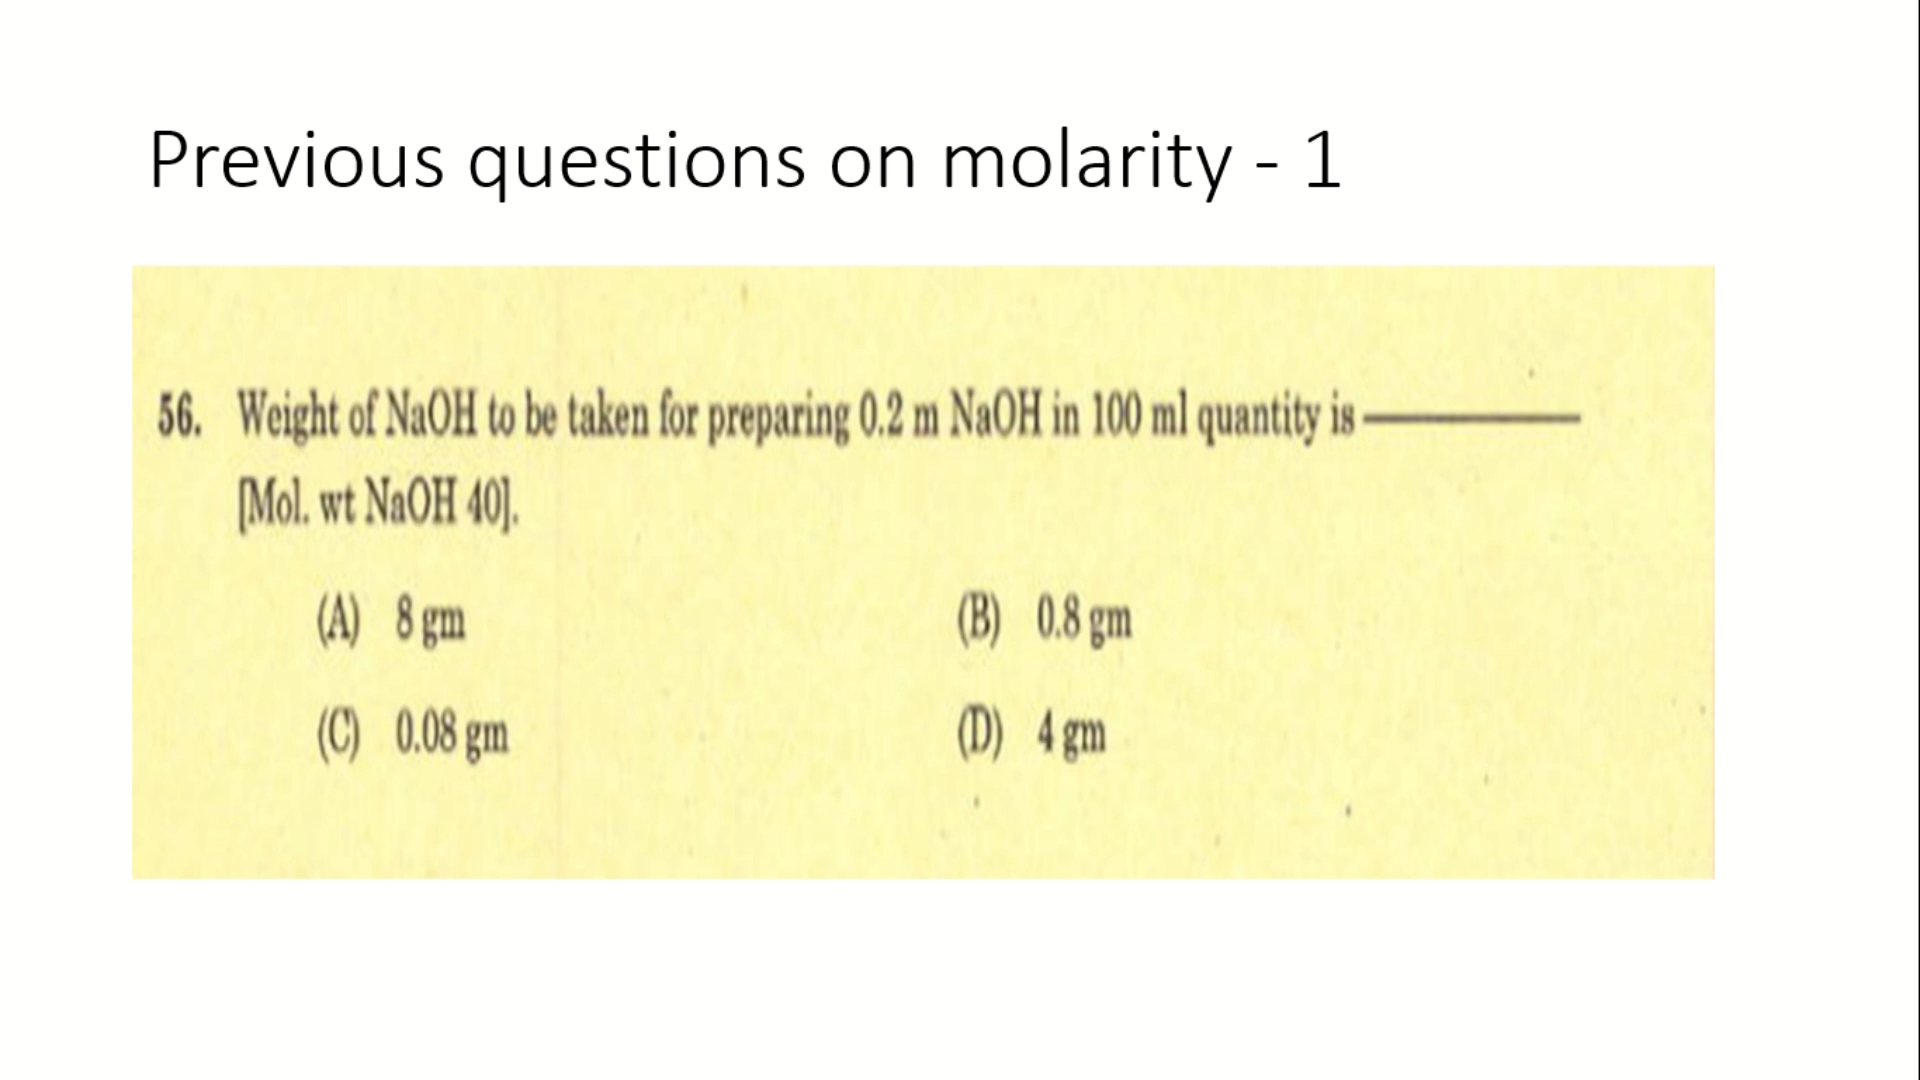 Previous questions on molarity - 1
56. Weight of NaOH to be taken for preparing 0.2 m NaOH in 100 ml quantity is ————
[Mol. wt NaOH 40].
(A) 8 gm (B) 0.8 gm
(C) 0.08 gm (D) 4 gm